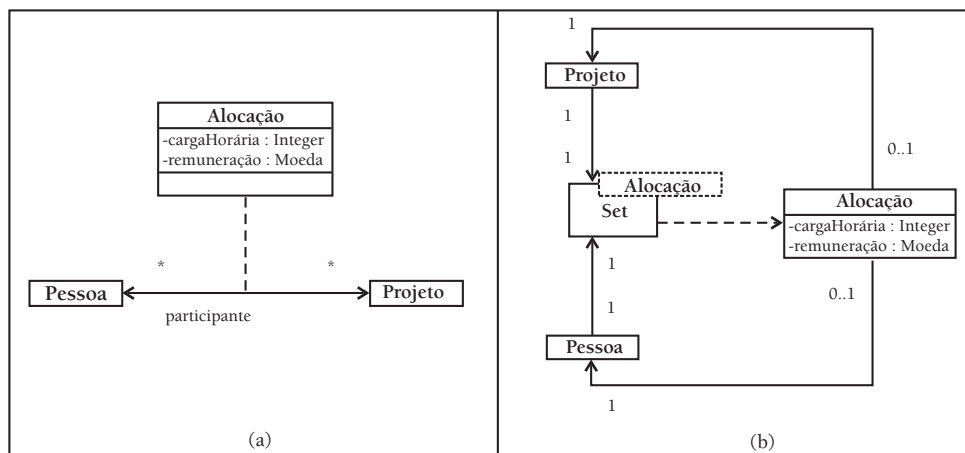 Alocação
-cargaHorária : Integer
-remuneração : Moeda
*
*
Pessoa
Projeto
participante
(a)
1
Projeto
1
1
0..1
Alocação
Set
Alocação
-cargaHorária : Integer
-remuneração : Moeda
1
0..1
1
Pessoa
1
(b)